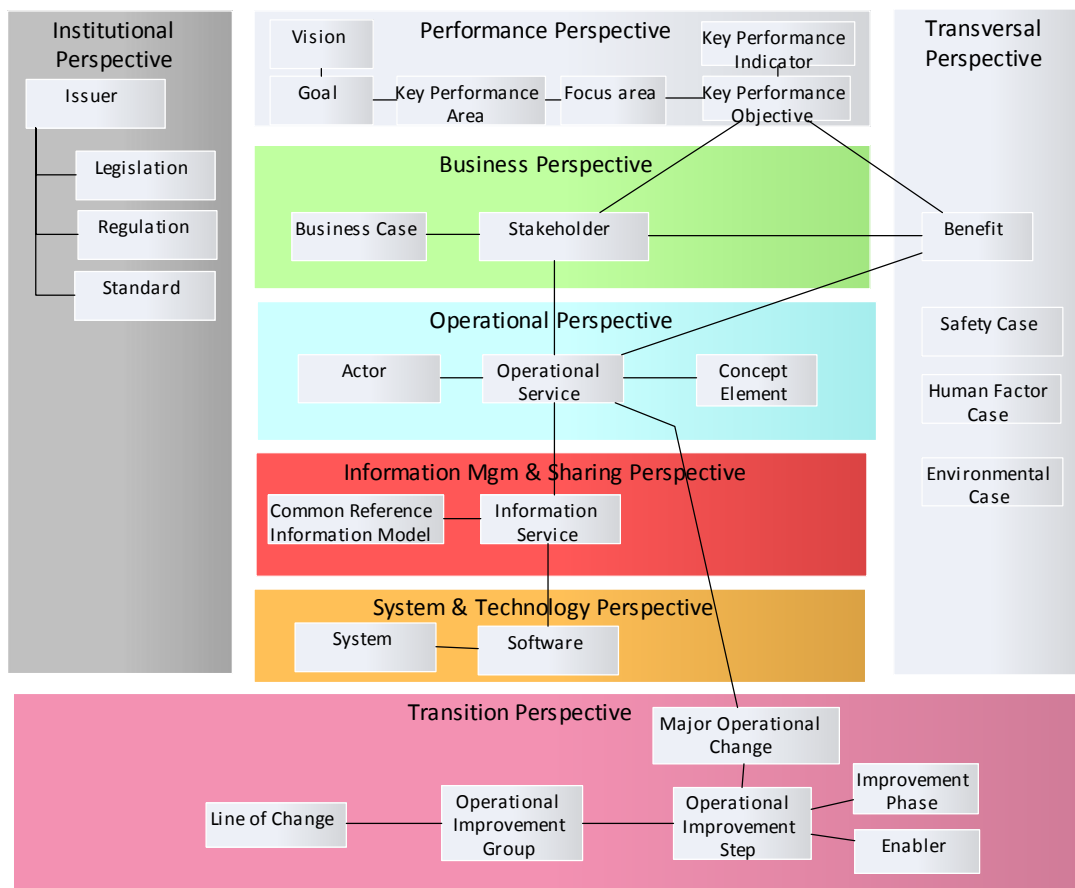 Institutional
Perspective
Issuer
Legislation
Regulation
Standard
Performance Perspective
Vision
Goal
Key Performance
Area
Focus area
Key Performance
Indicator
Key Performance
Objective
Transversal
Perspective
Benefit
Safety Case
Human Factor
Case
Environmental
Case
Business Perspective
Business Case
Stakeholder
Operational Perspective
Actor
Operational
Service
Concept
Element
Information Mgm & Sharing Perspective
Common Reference
Information Model
Information
Service
System & Technology Perspective
System
Software
Transition Perspective
Major Operational
Change
Line of Change
Operational
Improvement
Group
Operational
Improvement
Step
Improvement
Phase
Enabler